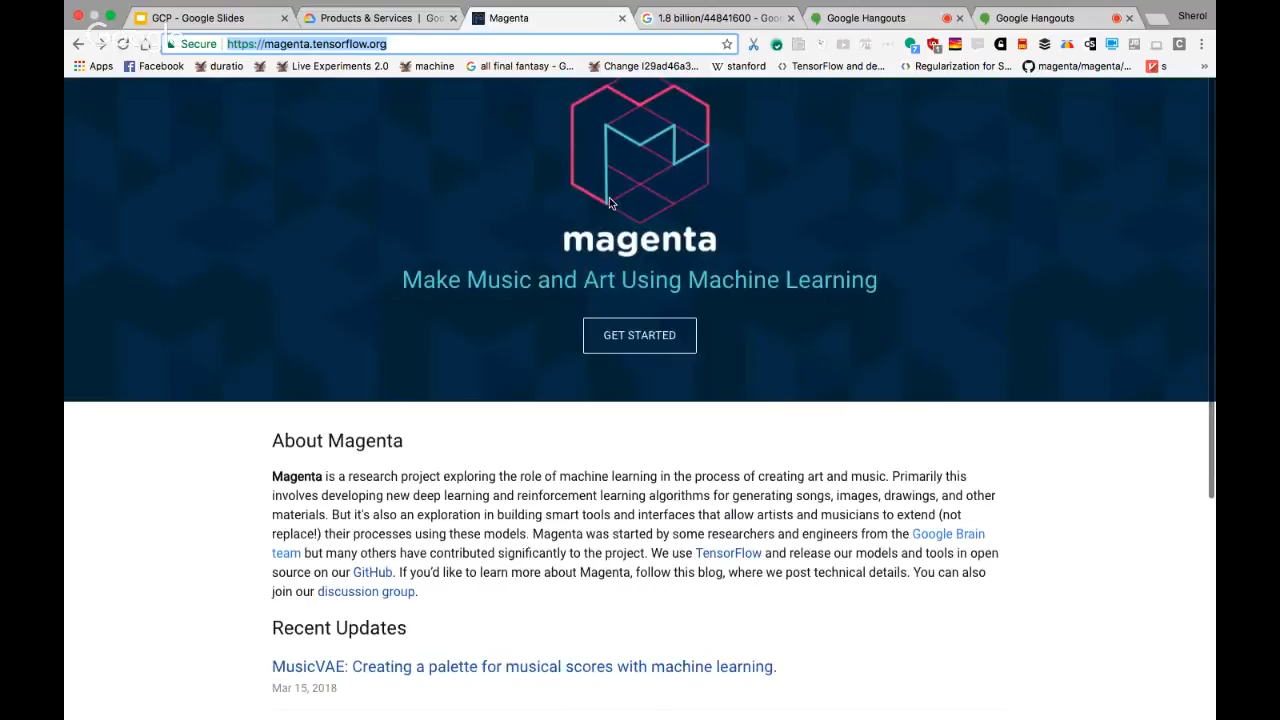 GCP - Google Slides
Products & Services | Goo
Magenta
1.8 billion/44841600 - Goo
Google Hangouts
Google Hangouts
Sherol
Secure
https://magenta.tensorflow.org
Apps
Facebook
duratio
Live Experiments 2.0
machine
all final fantasy - G...
Change I29ad46a3...
stanford
TensorFlow and de...
Regularization for S...
magenta/magenta/...
s
magenta
Make Music and Art Using Machine Learning
GET STARTED
About Magenta
Magenta is a research project exploring the role of machine learning in the process of creating art and music. Primarily this
involves developing new deep learning and reinforcement learning algorithms for generating songs, images, drawings, and other
materials. But it's also an exploration in building smart tools and interfaces that allow artists and musicians to extend (not
replace!) their processes using these models. Magenta was started by some researchers and engineers from the Google Brain
team but many others have contributed significantly to the project. We use TensorFlow and release our models and tools in open
source on our GitHub. If you'd like to learn more about Magenta, follow this blog, where we post technical details. You can also
join our discussion group.
Recent Updates
MusicVAE: Creating a palette for musical scores with machine learning.
Mar 15, 2018